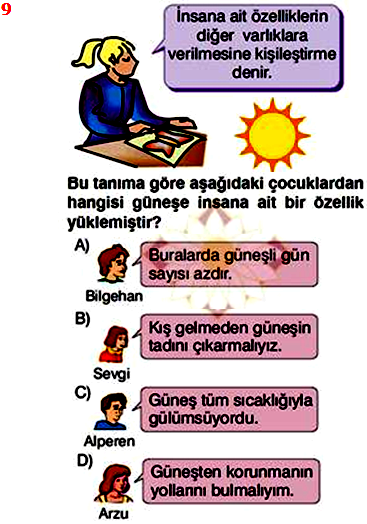 9
İnsana ait özelliklerin
diğer varlıklara
verilmesine kişileştirme
denir.
Bu tanıma göre aşağıdaki çocuklardan
hangisi güneşe insana ait bir özellik
yüklemiştir?
A)
Buralarda güneşli gün
sayısı azdır.
Bilgehan
B)
Kış gelmeden güneşin
tadını çıkarmalıyız.
Sevgi
C)
Güneş tüm sıcaklığıyla
gülümsüyordu.
Alperen
D)
Güneşten korunmanın
yollarını bulmalıyım.
Arzu